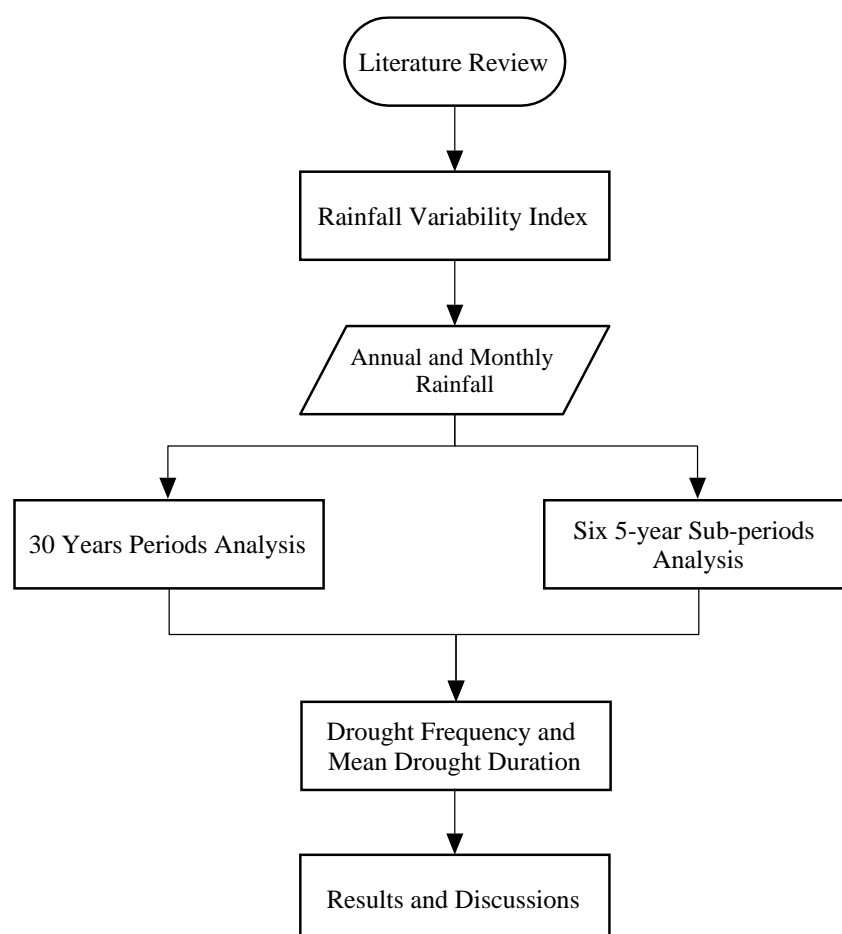 Literature Review
Rainfall Variability Index
Annual and Monthly
Rainfall
30 Years Periods Analysis
Six 5-year Sub-periods
Analysis
Drought Frequency and
Mean Drought Duration
Results and Discussions